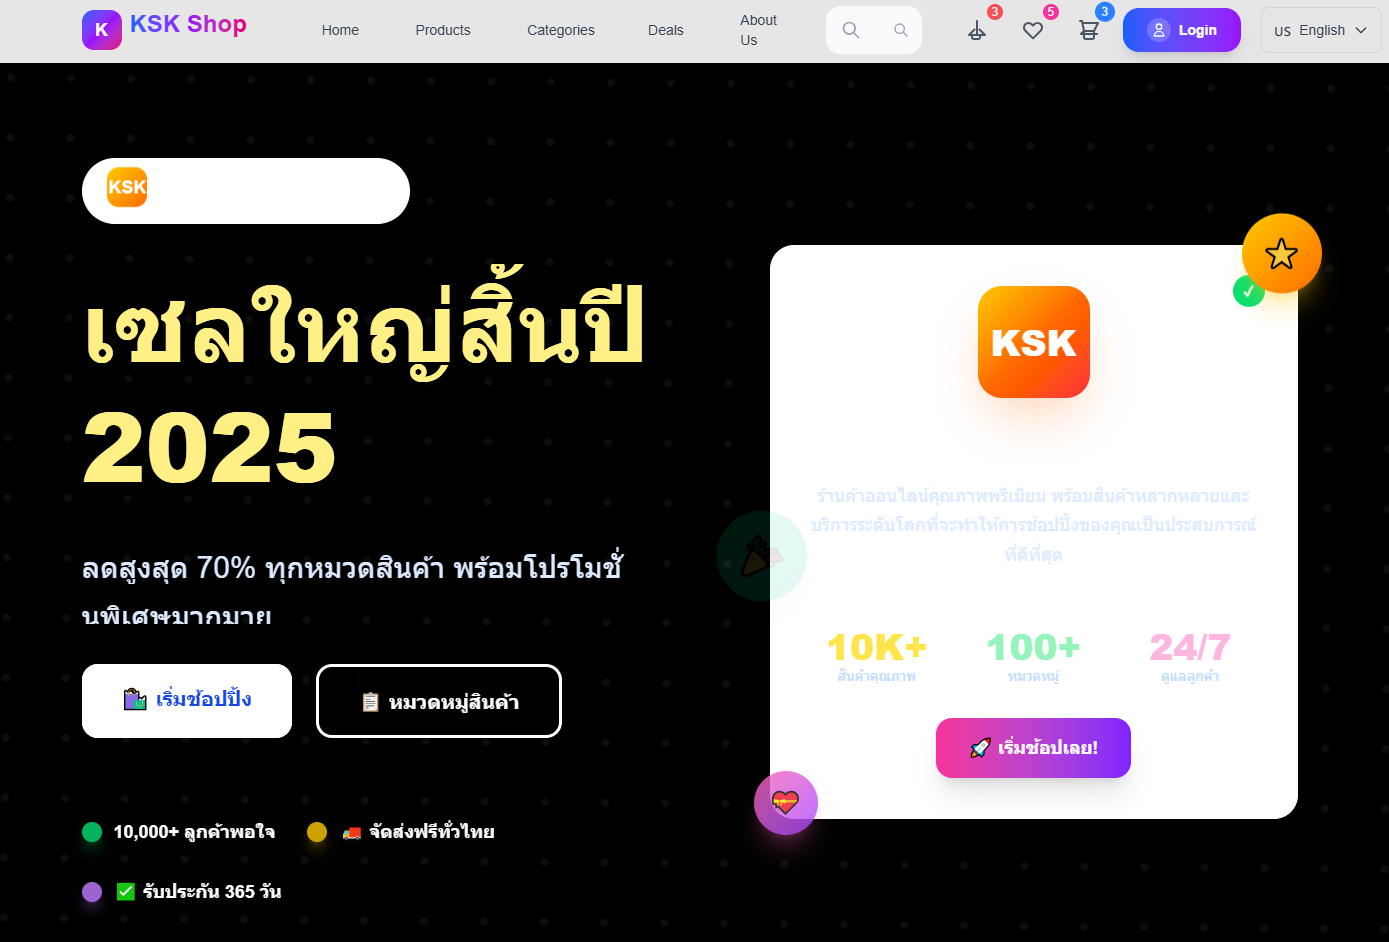 K KSK Shop
Home
Products
Categories
Deals
About
Us
3
5
3
Login
US English
KSK
เซลใหญ่สิ้นปี
2025
ลดสูงสุด 70% ทุกหมวดสินค้า พร้อมโปรโมชั่
นพิเศษมากมาย
🛍️ เริ่มช้อปปิ้ง
📋 หมวดหมู่สินค้า
10,000+ ลูกค้าพอใจ
🚚 จัดส่งฟรีทั่วไทย
✅ รับประกัน 365 วัน
KSK
ร้านค้าออนไลน์คุณภาพพรีเมียม พร้อมสินค้าหลากหลายและ
บริการระดับโลกที่จะทำให้การช้อปปิ้งของคุณเป็นประสบการณ์
ที่ดีที่สุด
10K+
สินค้าคุณภาพ
100+
หมวดหมู่
24/7
ดูแลลูกค้า
🚀 เริ่มช้อปเลย!